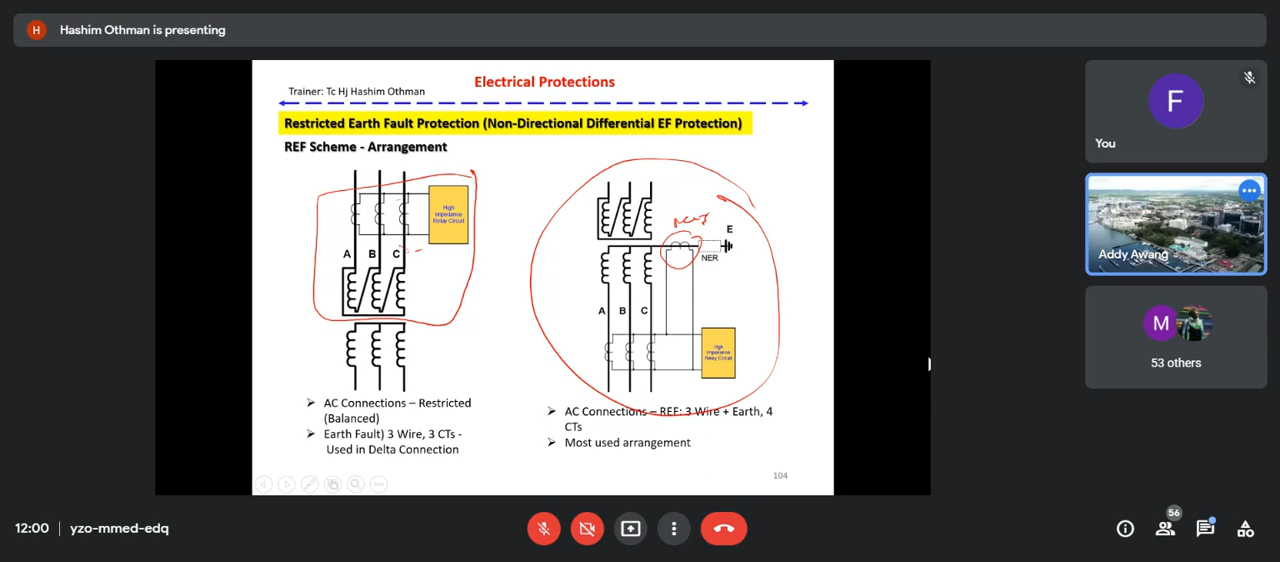 H
Hashim Othman is presenting
Electrical Protections
Trainer: Tc Hj Hashim Othman
Restricted Earth Fault Protection (Non-Directional Differential EF Protection)
REF Scheme - Arrangement
High
Impedance
Relay Circuit
A B C
E
NER
A B C
High
Impedance
Relay Circuit
AC Connections – Restricted
(Balanced)
Earth Fault) 3 Wire, 3 CTs -
Used in Delta Connection
AC Connections – REF: 3 Wire + Earth, 4
CTs
Most used arrangement
104
F
You
Addy Awang
M
53 others
12:00 | yzo-mmed-edq
56